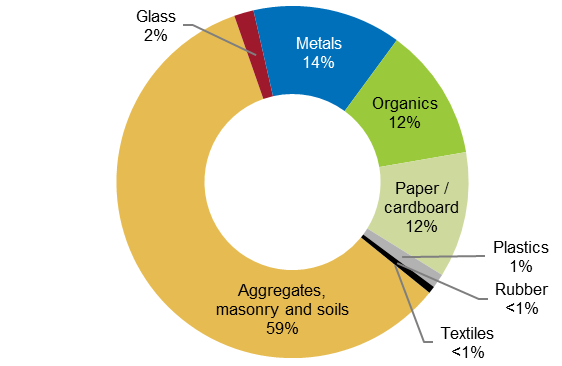 Glass
2%
Metals
14%
Organics
12%
Paper /
cardboard
12%
Plastics
1%
Rubber
<1%
Textiles
<1%
Aggregates,
masonry and soils
59%